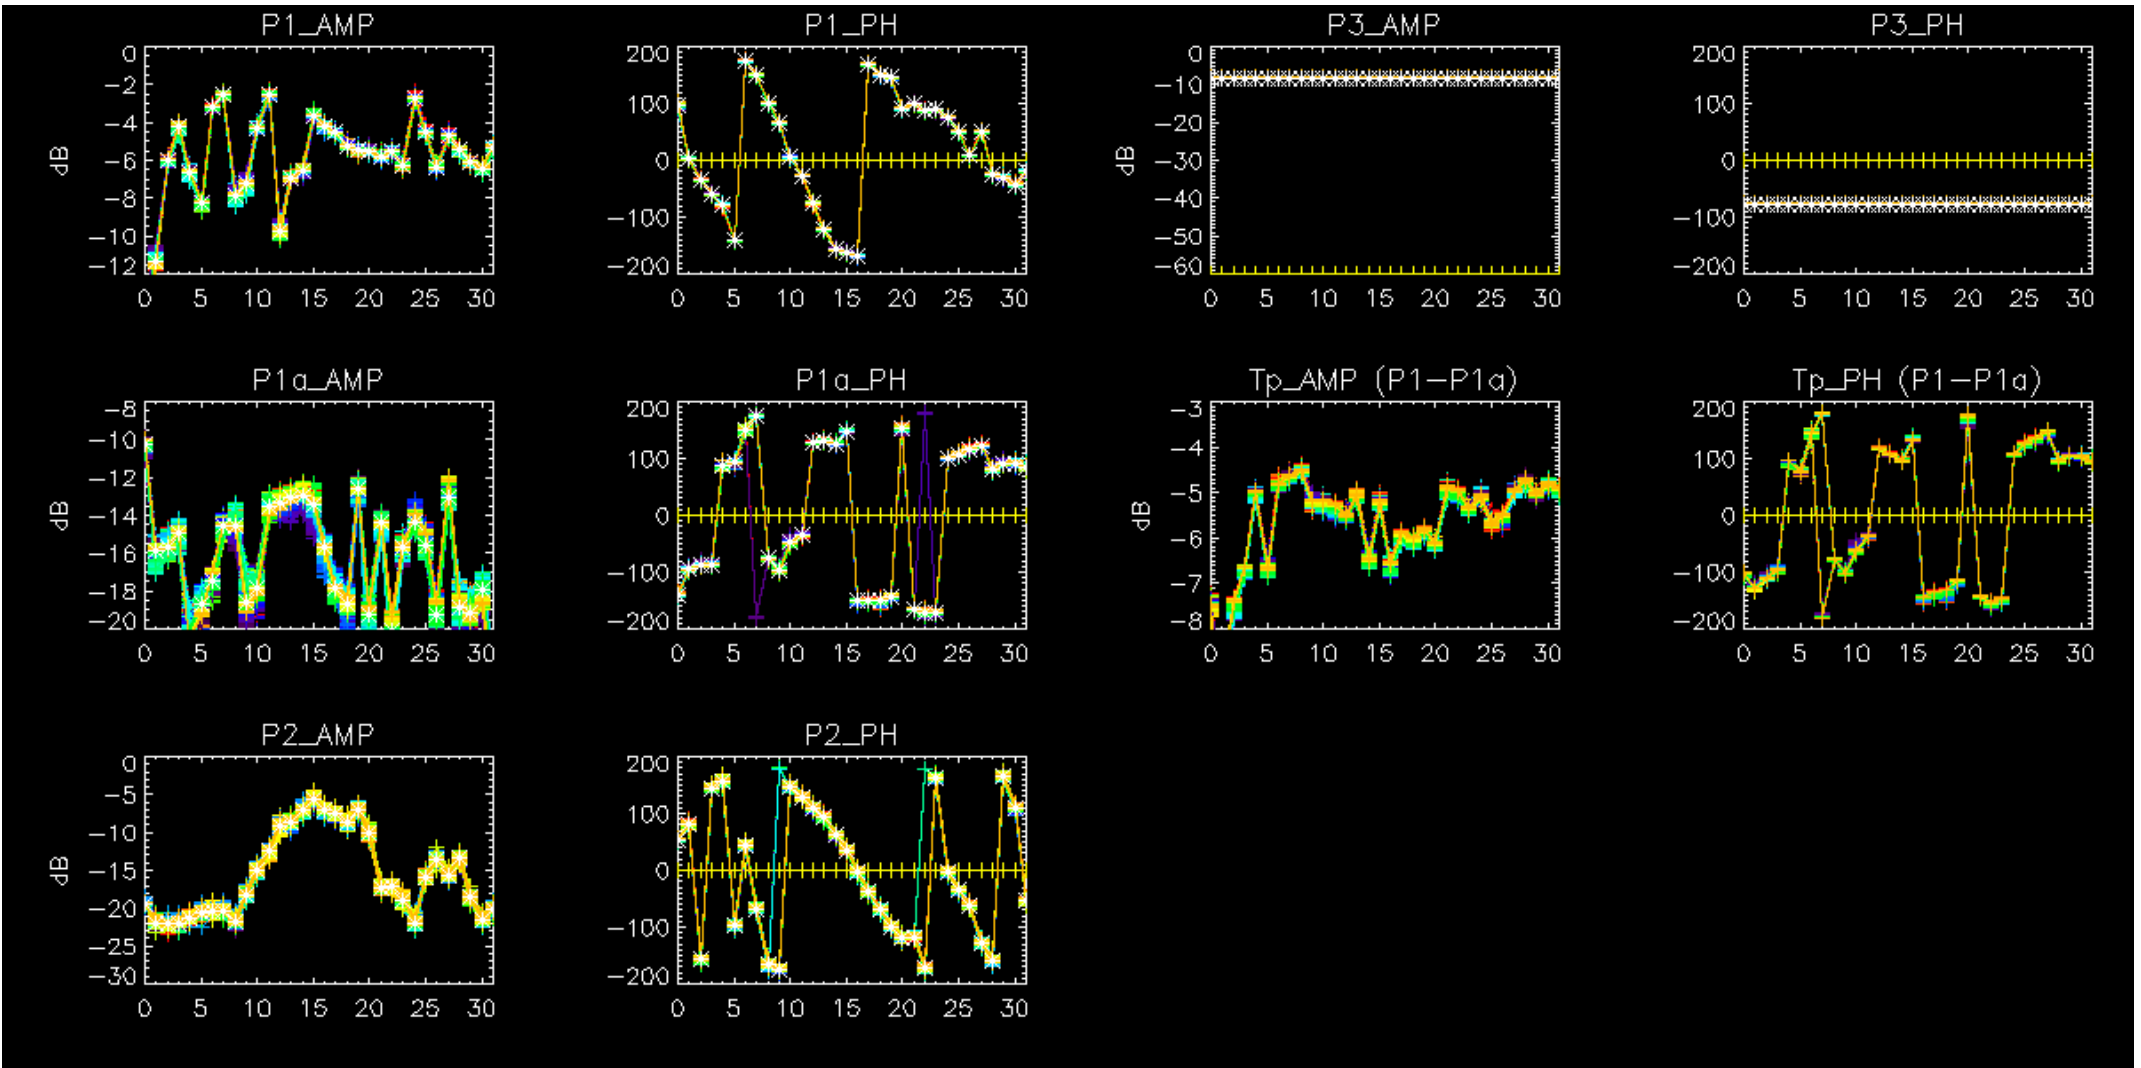 P1_AMP
P1_PH
P3_AMP
P3_PH
0 −2 −4 −6 −8 −10 −12
dB
0 5 10 15 20 25 30
200 100 0 −100 −200
0 5 10 15 20 25 30
0 −10 −20 −30 −40 −50 −60
dB
0 5 10 15 20 25 30
200 100 0 −100 −200
0 5 10 15 20 25 30
P1a_AMP
P1a_PH
Tp_AMP (P1−P1a)
Tp_PH (P1−P1a)
−8 −10 −12 −14 −16 −18 −20
dB
0 5 10 15 20 25 30
200 100 0 −100 −200
0 5 10 15 20 25 30
−3 −4 −5 −6 −7 −8
dB
0 5 10 15 20 25 30
200 100 0 −100 −200
0 5 10 15 20 25 30
P2_AMP
P2_PH
0 −5 −10 −15 −20 −25 −30
dB
0 5 10 15 20 25 30
200 100 0 −100 −200
0 5 10 15 20 25 30